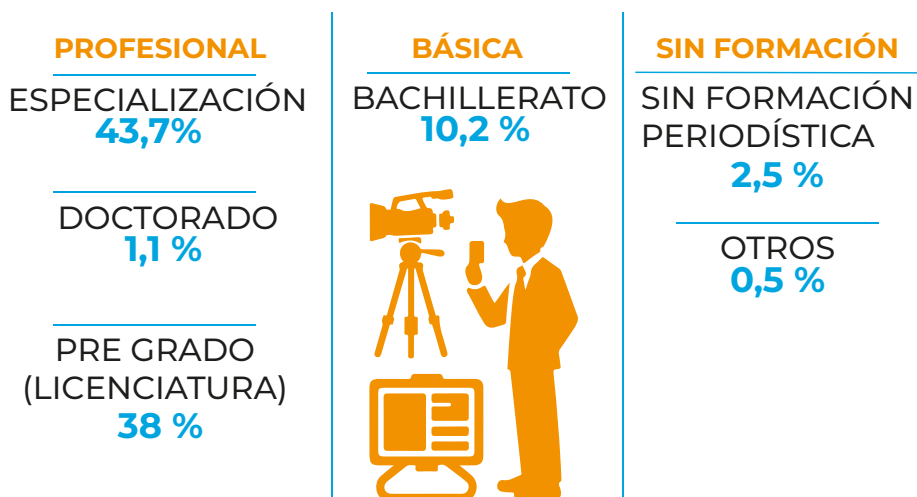 PROFESIONAL
ESPECIALIZACIÓN
43,7%
DOCTORADO
1,1 %
PRE GRADO
(LICENCIATURA)
38 %
BÁSICA
BACHILLERATO
10,2 %
SIN FORMACIÓN
SIN FORMACIÓN
PERIODÍSTICA
2,5 %
OTROS
0,5 %